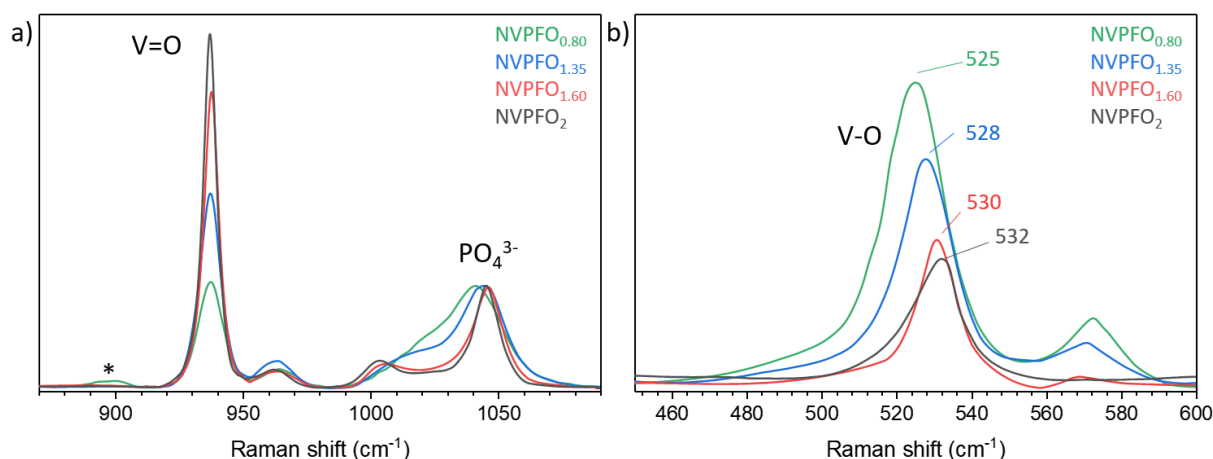 a)
V=O
NVPFO0.80
NVPFO1.35
NVPFO1.60
NVPFO2
PO4 3-
*
900 950 1000 1050
Raman shift (cm-1)
b)
525
NVPFO0.80
NVPFO1.35
NVPFO1.60
NVPFO2
V-O
528
530
532
460 480 500 520 540 560 580 600
Raman shift (cm-1)